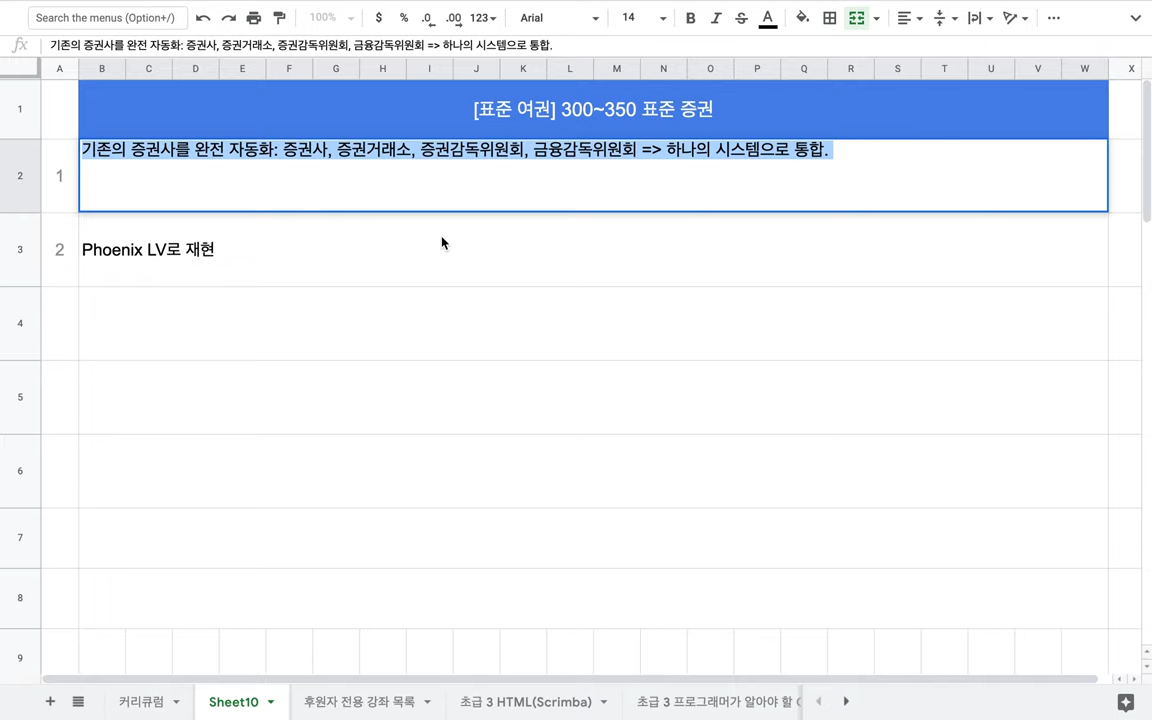 Search the menus (Option+/)
100%
$ % .0 .00 123
Arial
14
B I S A
fx 기존의 증권사를 완전 자동화: 증권사, 증권거래소, 증권감독위원회, 금융감독위원회 => 하나의 시스템으로 통합.
A B C D E F G H I J K L M N O P Q R S T U V W X
1 [표준 여권] 300~350 표준 증권
2 1 기존의 증권사를 완전 자동화: 증권사, 증권거래소, 증권감독위원회, 금융감독위원회 => 하나의 시스템으로 통합.
3 2 Phoenix LV로 재현
4
5
6
7
8
9
커리큘럼 Sheet10 후원자 전용 강좌 목록 초급 3 HTML(Scrimba) 초급 3 프로그래머가 알아야 할